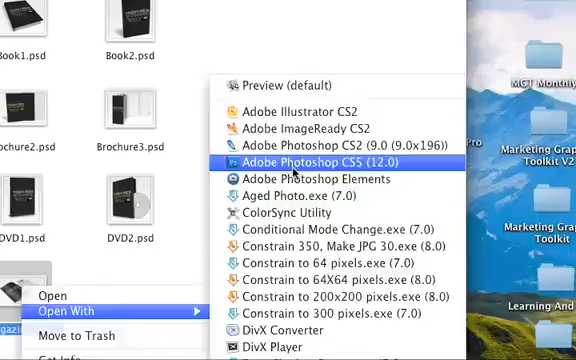 Book1.psd
Book2.psd
ochure2.psd
Brochure3.psd
DVD1.psd
DVD2.psd
Open
Open With
Move to Trash
Get Info
Preview (default)
Adobe Illustrator CS2
Adobe ImageReady CS2
Adobe Photoshop CS2 (9.0 (9.0x196))
Adobe Photoshop CS5 (12.0)
Adobe Photoshop Elements
Aged Photo.exe (7.0)
ColorSync Utility
Conditional Mode Change.exe (7.0)
Constrain 350, Make JPG 30.exe (8.0)
Constrain to 64 pixels.exe (7.0)
Constrain to 64X64 pixels.exe (8.0)
Constrain to 200x200 pixels.exe (8.0)
Constrain to 300 pixels.exe (7.0)
DivX Converter
DivX Player
Pro
MGT Monthly
Marketing Grap
Toolkit V2
Marketing Grap
Toolkit
Learning And